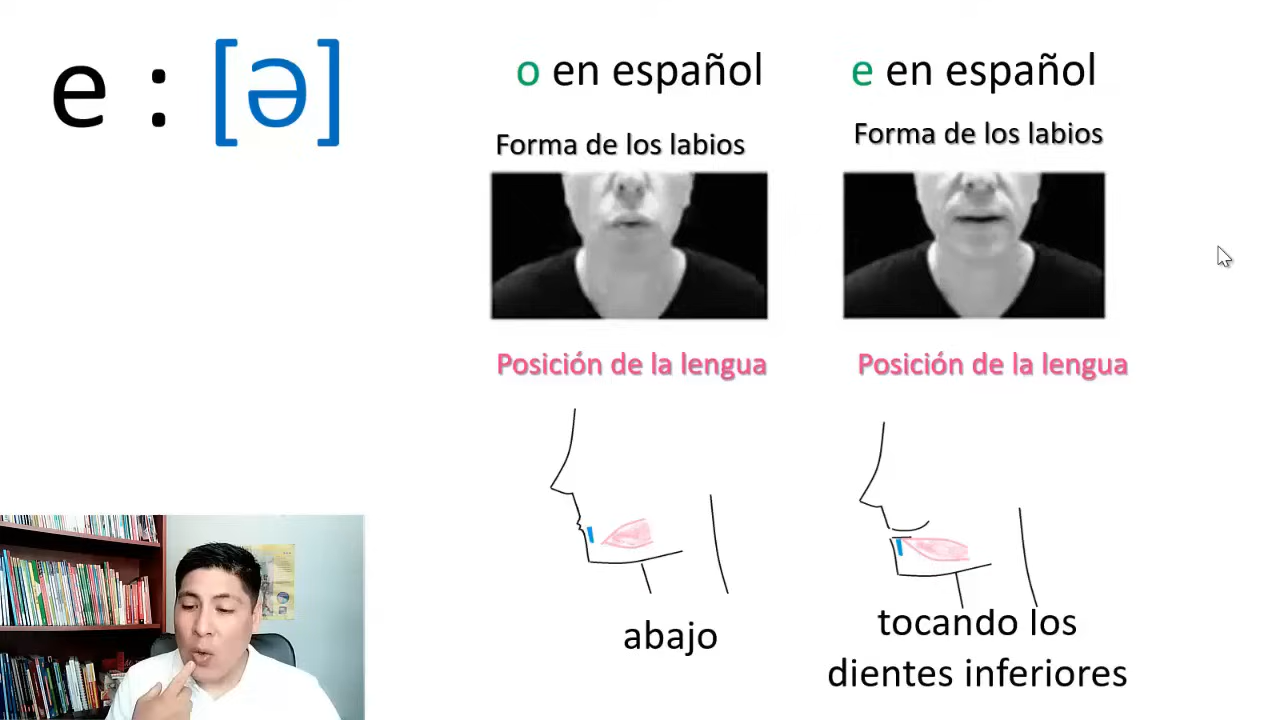 e : [ə]
o en español
Forma de los labios
Posición de la lengua
abajo
e en español
Forma de los labios
Posición de la lengua
tocando los
dientes inferiores